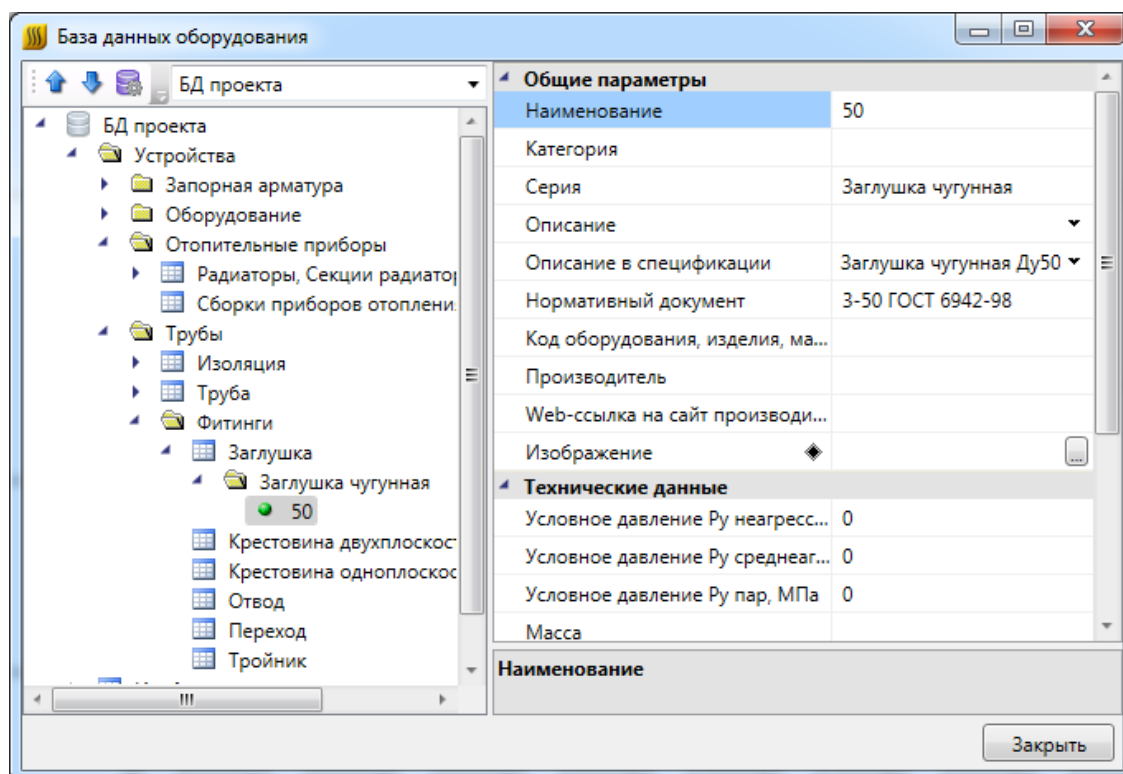 База данных оборудования
БД проекта
БД проекта
Устройства
Запорная арматура
Оборудование
Отопительные приборы
Радиаторы, Секции радиатор
Сборки приборов отоплени
Трубы
Изоляция
Труба
Фитинги
Заглушка
Заглушка чугунная
50
Крестовина двухплоскос
Крестовина одноплоскос
Отвод
Переход
Тройник
Общие параметры
Наименование 50
Категория
Серия Заглушка чугунная
Описание
Описание в спецификации Заглушка чугунная Ду50
Нормативный документ 3-50 ГОСТ 6942-98
Код оборудования, изделия, ма...
Производитель
Web-ссылка на сайт производи...
Изображение ...
Технические данные
Условное давление Ру неагресс... 0
Условное давление Ру среднеаг... 0
Условное давление Ру пар, МПа 0
Масса
Наименование
Закрыть